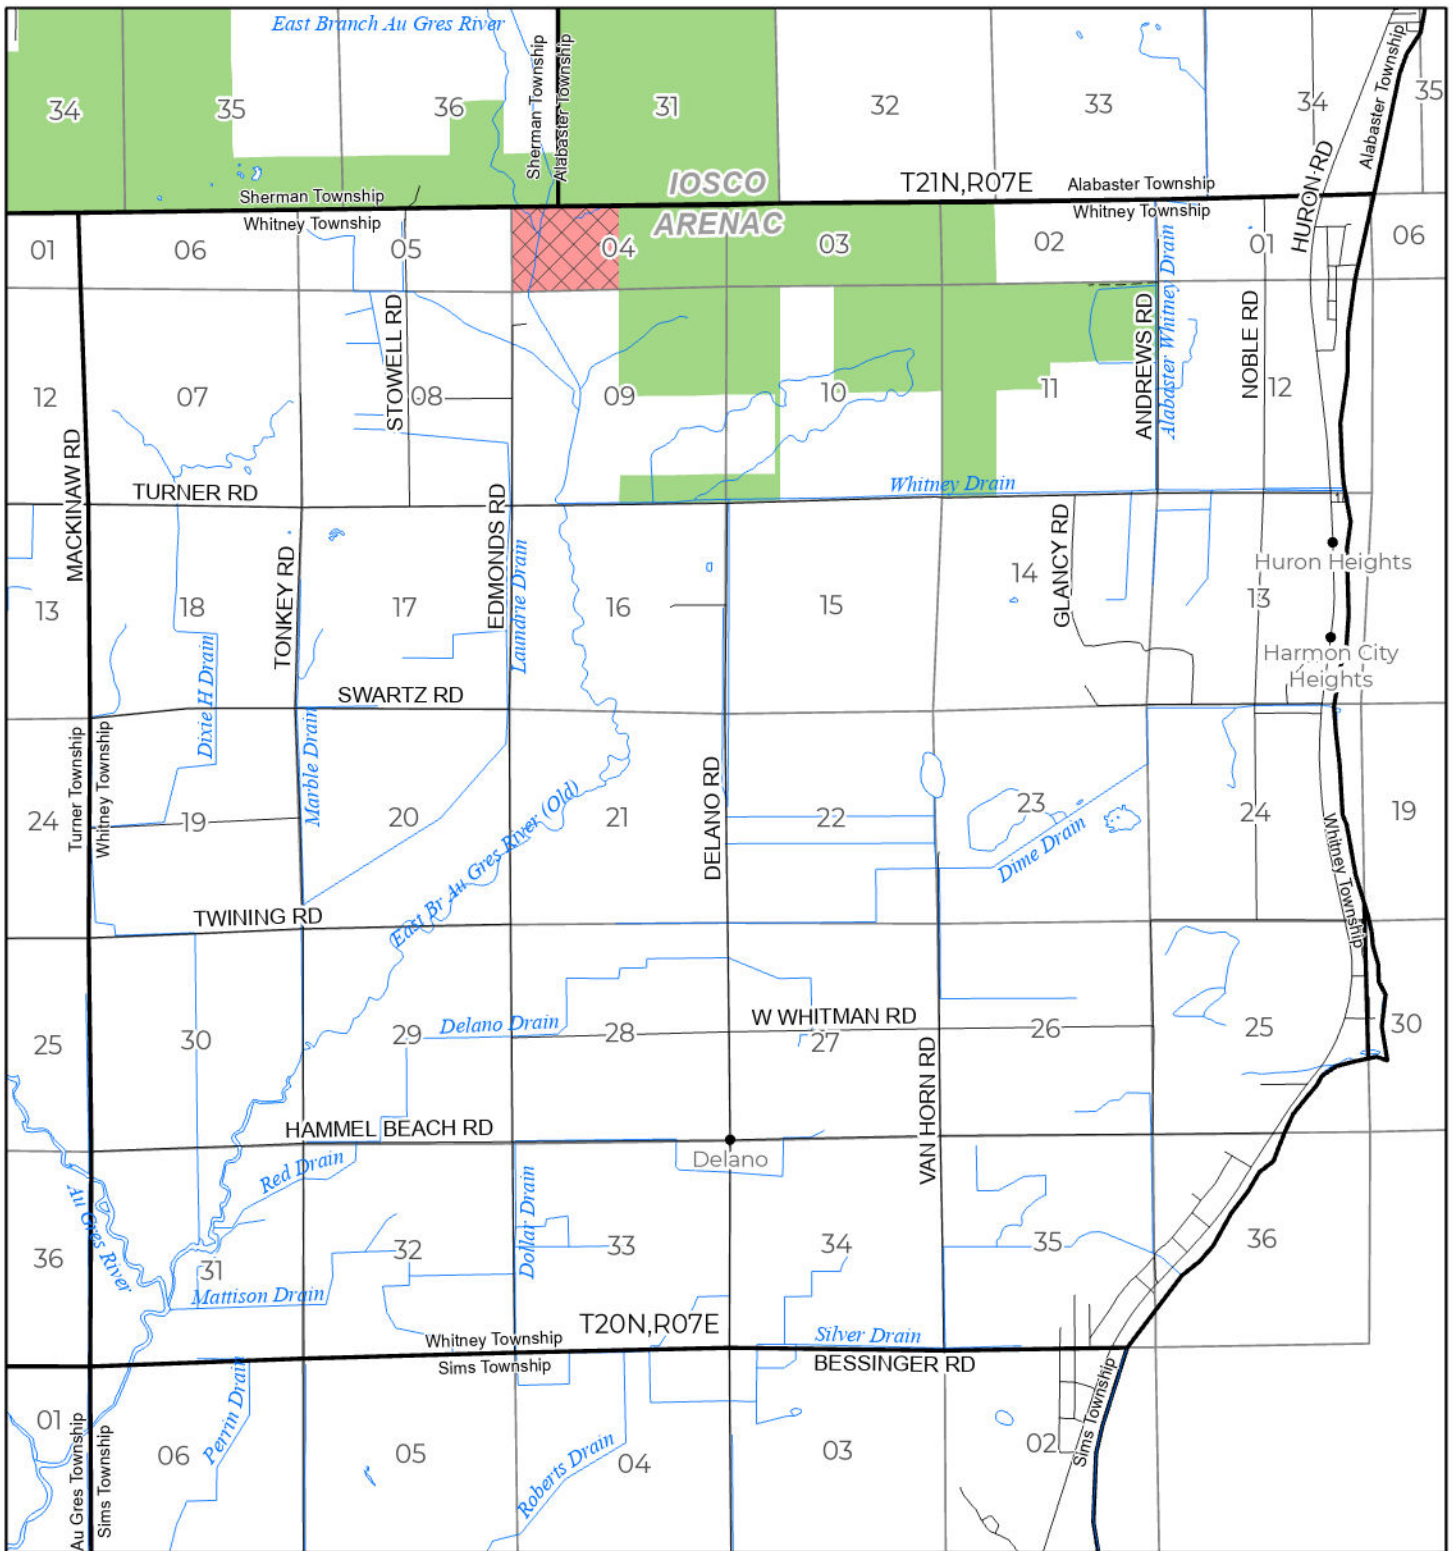 East Branch Au Gres River
Sherman Township
Alabaster Township
Alabaster Township
34
35
36
31
32
33
34
35
IOSCO
T21N,R07E
HURON RD
Sherman Township
Alabaster Township
Whitney Township
ARENAC
Whitney Township
01
06
05
04
03
02
01
06
Alabaster Whitney Drain
STOWELL RD
ANDREWS RD
NOBLE RD
12
07
08
09
10
11
12
MACKINAW RD
TURNER RD
Whitney Drain
EDMONDS RD
Laundrie Drain
GLANCY RD
Huron Heights
TONKEY RD
13
18
17
16
15
14
13
Harmon City
Heights
Dixie H Drain
SWARTZ RD
Marble Drain
Turner Township
Whitney Township
DELANO RD
East Br Au Gres River (Old)
24
19
20
21
22
23
24
19
Dime Drain
Whitney Township
TWINING RD
Delano Drain
W WHITMAN RD
25
30
29
28
27
26
25
30
VAN HORN RD
HAMMEL BEACH RD
Delano
Red Drain
Au Gres River
Dollar Drain
36
31
32
33
34
35
36
Mattison Drain
T20N,R07E
Whitney Township
Silver Drain
Sims Township
BESSINGER RD
Perrin Drain
Sims Township
01
06
05
04
03
02
Roberts Drain
Au Gres Township
Sims Township